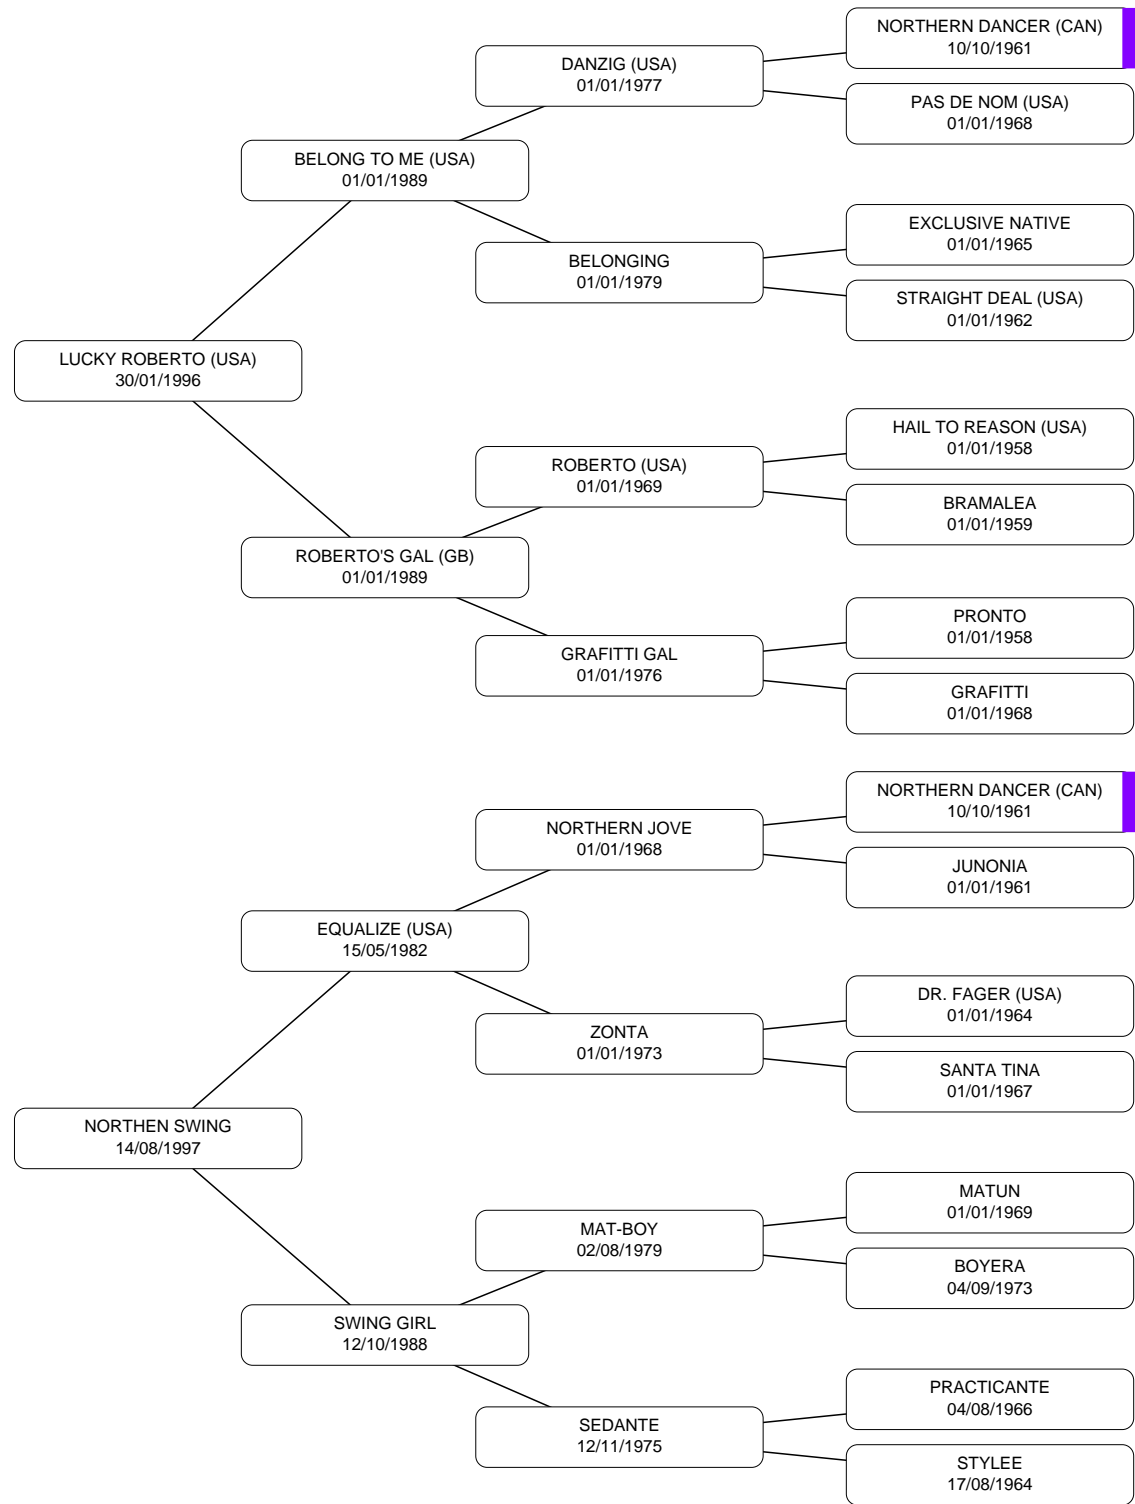 NORTHERN DANCER (CAN)
10/10/1961
DANZIG (USA)
01/01/1977
PAS DE NOM (USA)
01/01/1968
BELONG TO ME (USA)
01/01/1989
EXCLUSIVE NATIVE
01/01/1965
BELONGING
01/01/1979
STRAIGHT DEAL (USA)
01/01/1962
LUCKY ROBERTO (USA)
30/01/1996
HAIL TO REASON (USA)
01/01/1958
ROBERTO (USA)
01/01/1969
BRAMALEA
01/01/1959
ROBERTO'S GAL (GB)
01/01/1989
PRONTO
01/01/1958
GRAFITTI GAL
01/01/1976
GRAFITTI
01/01/1968
NORTHERN DANCER (CAN)
10/10/1961
NORTHERN JOVE
01/01/1968
JUNONIA
01/01/1961
EQUALIZE (USA)
15/05/1982
DR. FAGER (USA)
01/01/1964
ZONTA
01/01/1973
SANTA TINA
01/01/1967
NORTHEN SWING
14/08/1997
MATUN
01/01/1969
MAT-BOY
02/08/1979
BOYERA
04/09/1973
SWING GIRL
12/10/1988
PRACTICANTE
04/08/1966
SEDANTE
12/11/1975
STYLEE
17/08/1964